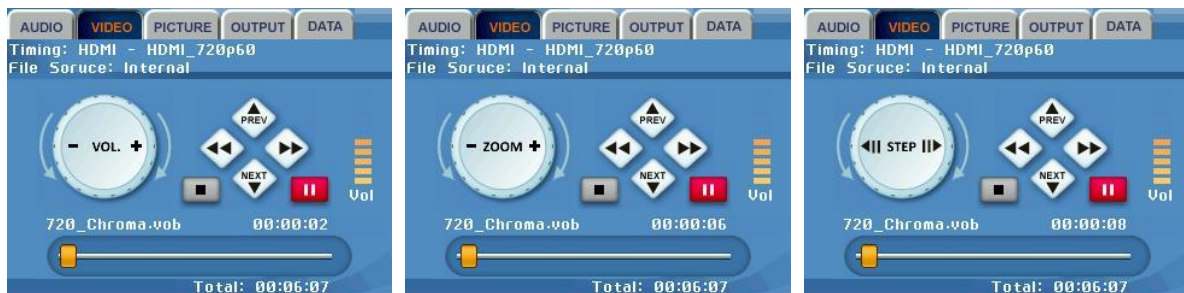 AUDIO VIDEO PICTURE OUTPUT DATA
Timing: HDMI - HDMI_720p60
File Soruce: Internal
PREV
- VOL. +
NEXT
Vol
720_Chroma.vob 00:00:02
Total: 00:06:07
AUDIO VIDEO PICTURE OUTPUT DATA
Timing: HDMI - HDMI_720p60
File Soruce: Internal
PREV
- ZOOM +
NEXT
Vol
720_Chroma.vob 00:00:06
Total: 00:06:07
AUDIO VIDEO PICTURE OUTPUT DATA
Timing: HDMI - HDMI_720p60
File Soruce: Internal
PREV
STEP
NEXT
Vol
720_Chroma.vob 00:00:08
Total: 00:06:07